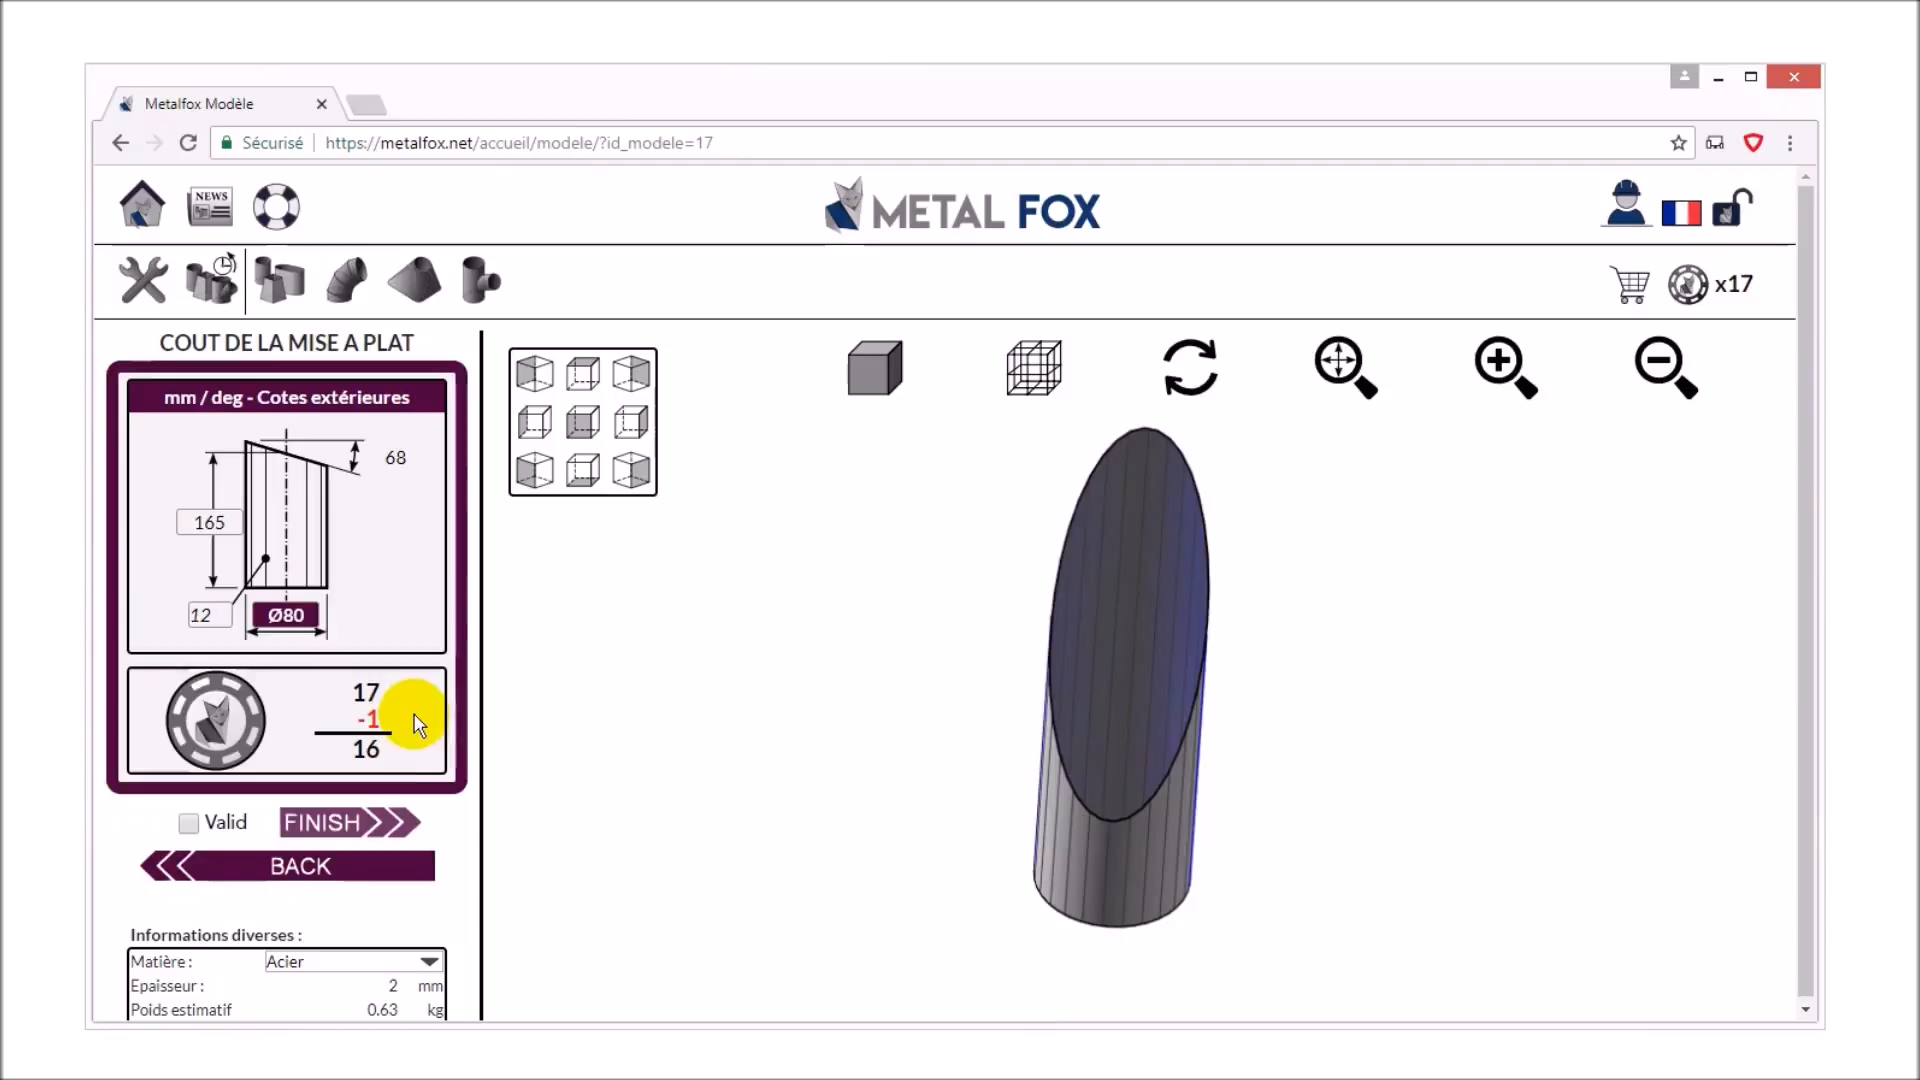 Metalfox Modèle
Sécurisé https://metalfox.net/accueil/modele/?id_modele=17
NEWS
METAL FOX
x17
COUT DE LA MISE A PLAT
mm / deg - Cotes extérieures
68
165
12
Ø80
17
-1
16
Valid
FINISH
BACK
Informations diverses :
Matière : Acier
Epaisseur : 2 mm
Poids estimatif 0.63 kg